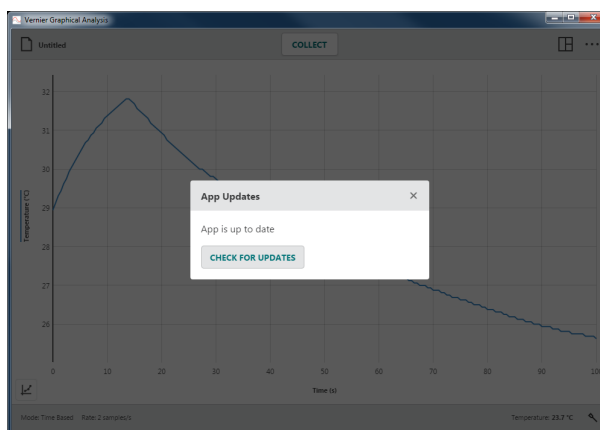 Vernier Graphical Analysis
Untitled
COLLECT
32
31
30
29
28
27
26
Temperature (°C)
App Updates
App is up to date
CHECK FOR UPDATES
0 10 20 30 40 50 60 70 80 90 100
Time (s)
Mode: Time Based Rate: 2 samples/s
Temperature: 23.7 °C